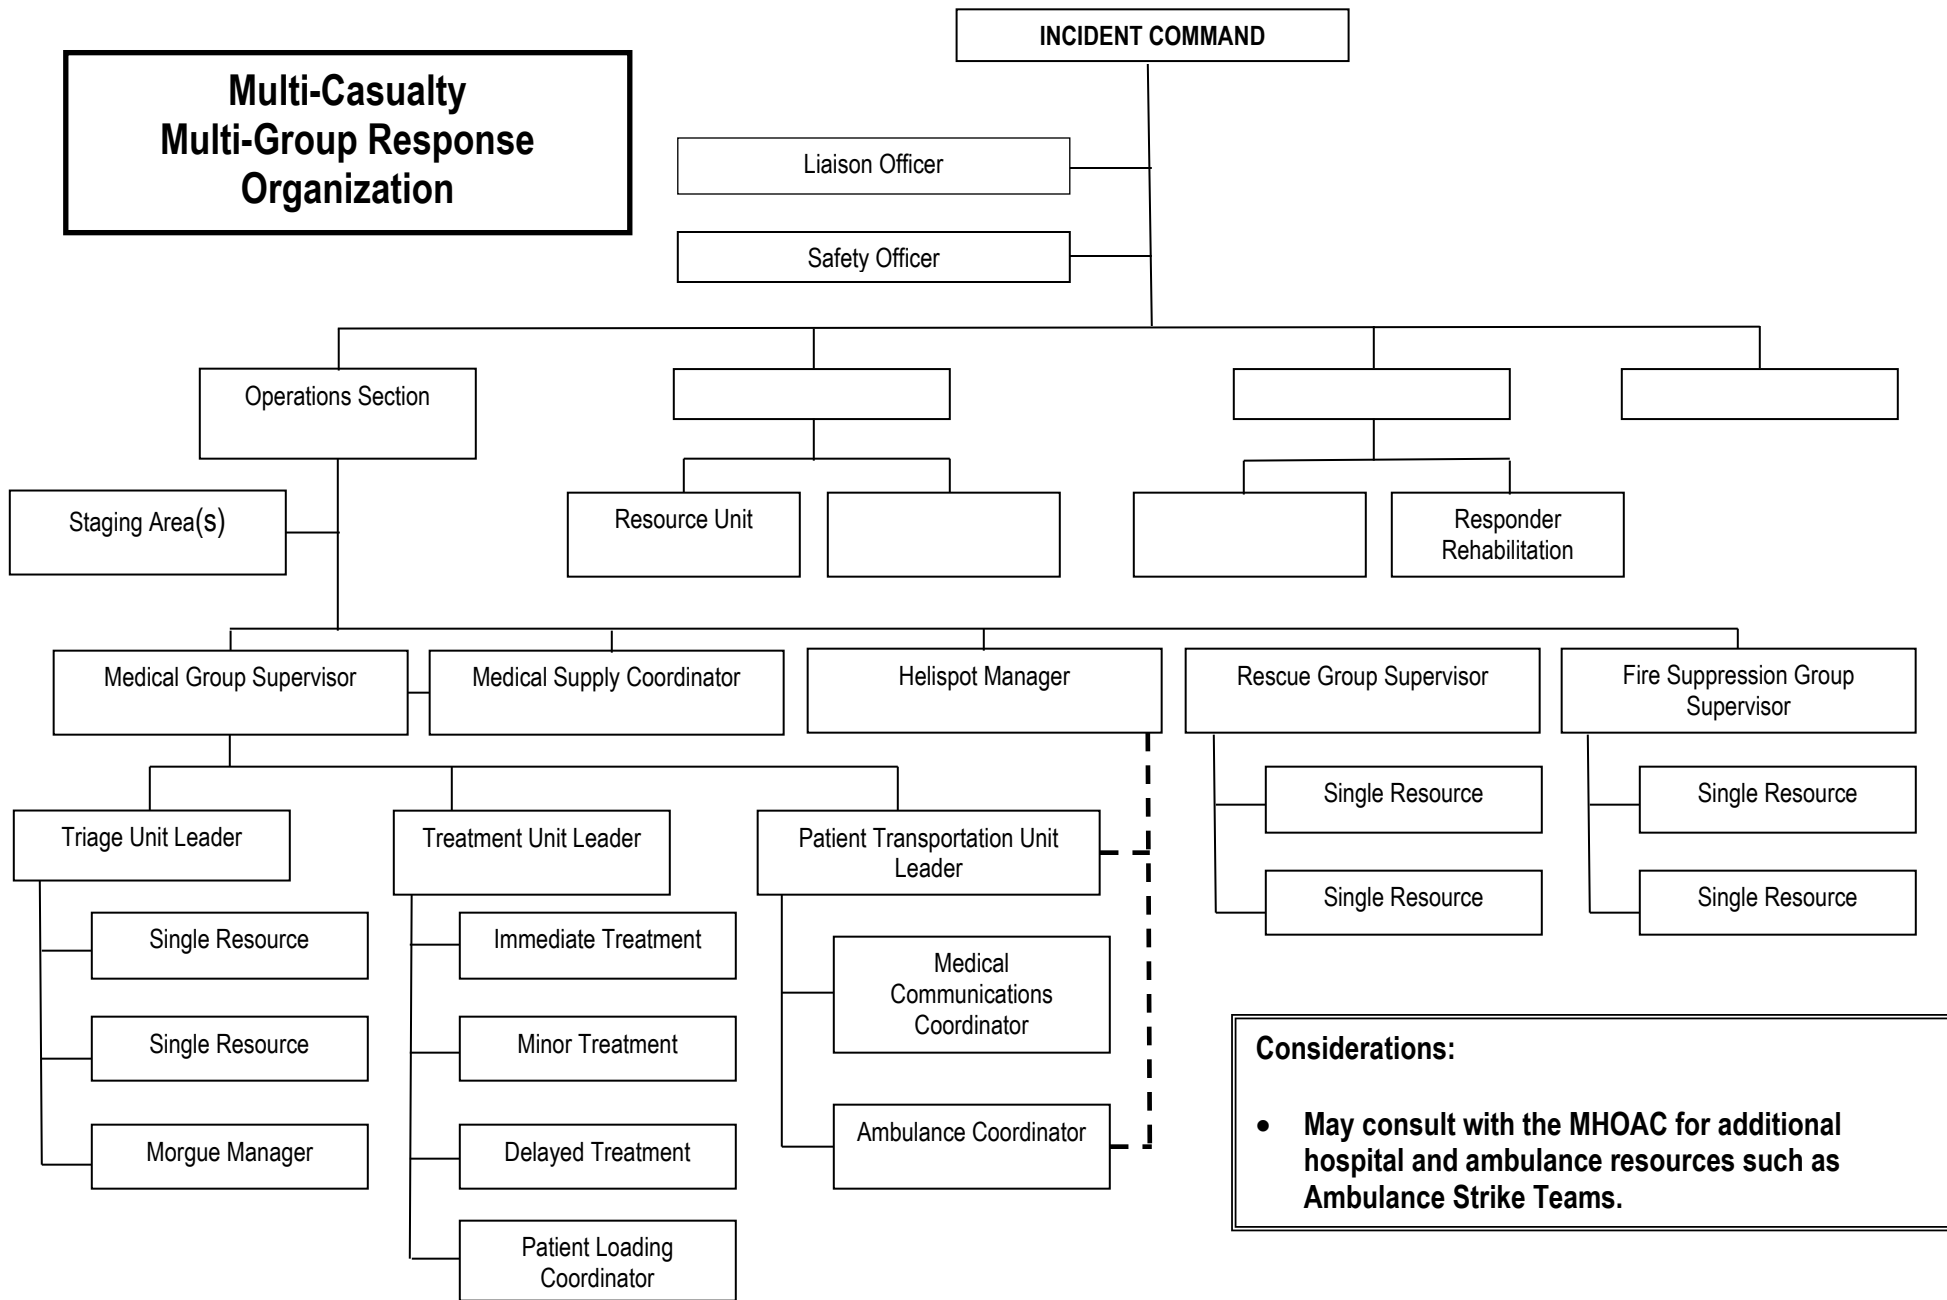 INCIDENT COMMAND
Multi-Casualty
Multi-Group Response
Organization
Liaison Officer
Safety Officer
Operations Section
Staging Area(s)
Resource Unit
Responder
Rehabilitation
Medical Group Supervisor
Medical Supply Coordinator
Helispot Manager
Rescue Group Supervisor
Fire Suppression Group
Supervisor
Triage Unit Leader
Single Resource
Single Resource
Morgue Manager
Treatment Unit Leader
Immediate Treatment
Minor Treatment
Delayed Treatment
Patient Loading
Coordinator
Patient Transportation Unit
Leader
Medical
Communications
Coordinator
Ambulance Coordinator
Single Resource
Single Resource
Single Resource
Single Resource
Considerations:
• May consult with the MHOAC for additional
hospital and ambulance resources such as
Ambulance Strike Teams.